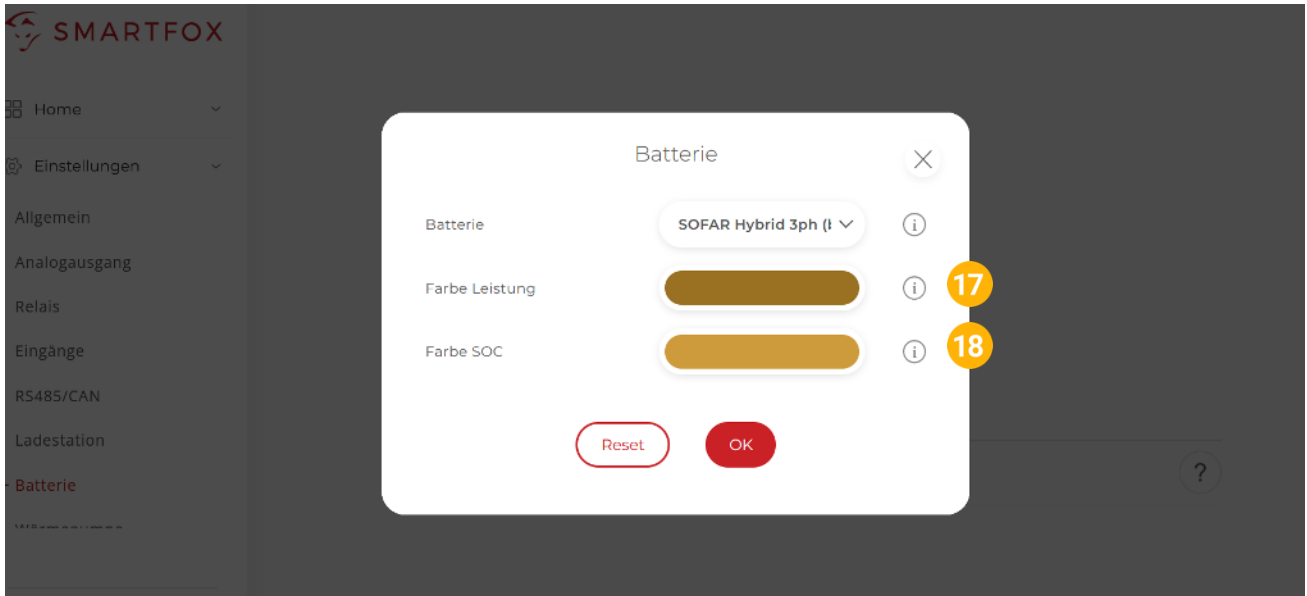 SMARTFOX
Home
Einstellungen
Allgemein
Analogausgang
Relais
Eingänge
RS485/CAN
Ladestation
Batterie
Batterie
Batterie
SOFAR Hybrid 3ph (
Farbe Leistung
17
Farbe SOC
18
Reset
OK
?